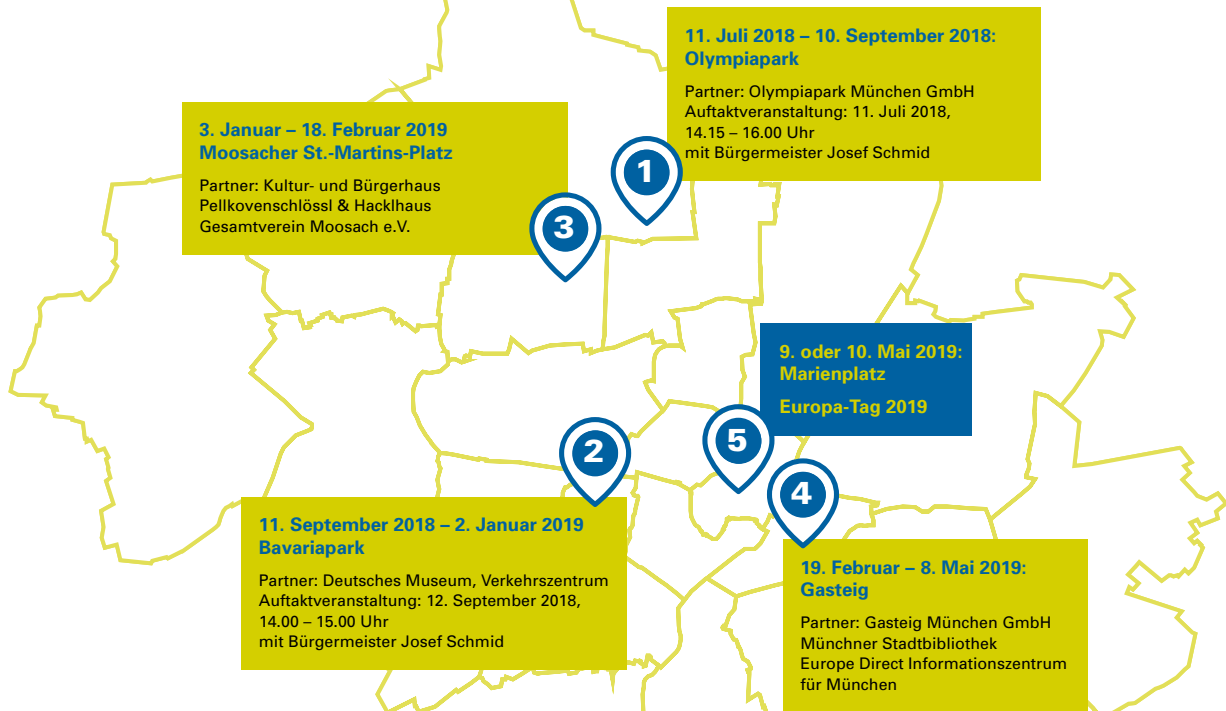 11. Juli 2018 – 10. September 2018:
Olympiapark
Partner: Olympiapark München GmbH
Auftaktveranstaltung: 11. Juli 2018,
14.15 – 16.00 Uhr
mit Bürgermeister Josef Schmid
1
3. Januar – 18. Februar 2019
Moosacher St.-Martins-Platz
Partner: Kultur- und Bürgerhaus
Pellkovenschlössl & Hacklhaus
Gesamtverein Moosach e.V.
3
9. oder 10. Mai 2019:
Marienplatz
Europa-Tag 2019
5
2
4
11. September 2018 – 2. Januar 2019
Bavariapark
Partner: Deutsches Museum, Verkehrszentrum
Auftaktveranstaltung: 12. September 2018,
14.00 – 15.00 Uhr
mit Bürgermeister Josef Schmid
19. Februar – 8. Mai 2019:
Gasteig
Partner: Gasteig München GmbH
Münchner Stadtbibliothek
Europe Direct Informationszentrum
für München